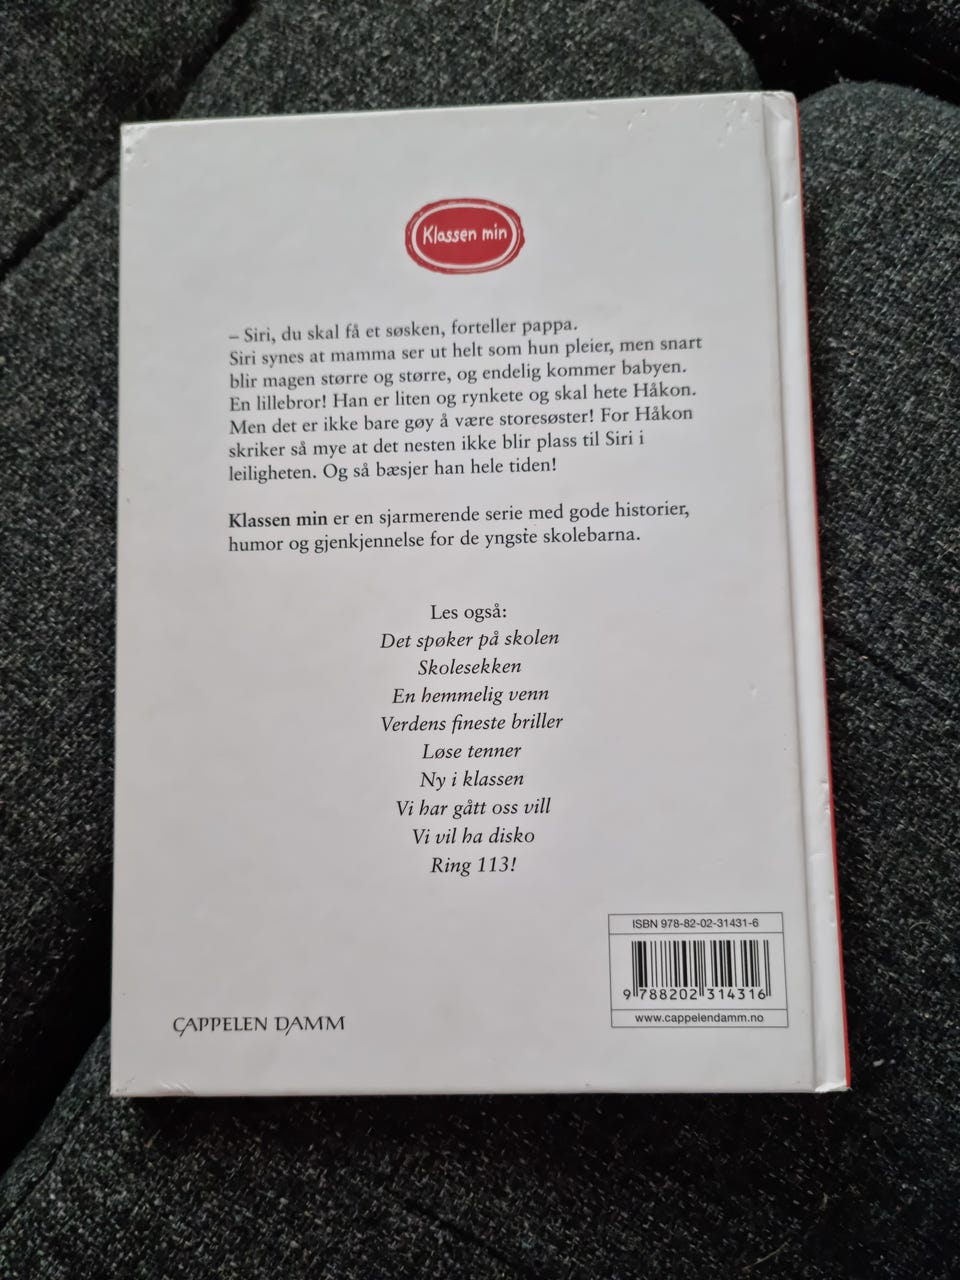 Klassen min
– Siri, du skal få et søsken, forteller pappa.
Siri synes at mamma ser ut helt som hun pleier, men snart
blir magen større og større, og endelig kommer babyen.
En lillebror! Han er liten og rynkete og skal hete Håkon.
Men det er ikke bare gøy å være storesøster! For Håkon
skriker så mye at det nesten ikke blir plass til Siri i
leiligheten. Og så bæsjer han hele tiden!
Klassen min er en sjarmerende serie med gode historier,
humor og gjenkjennelse for de yngste skolebarna.
Les også:
Det spøker på skolen
Skolesekken
En hemmelig venn
Verdens fineste briller
Løse tenner
Ny i klassen
Vi har gått oss vill
Vi vil ha disko
Ring 113!
ISBN 978-82-02-31431-6
9 788202 314316
www.cappelendamm.no
CAPPELEN DAMM